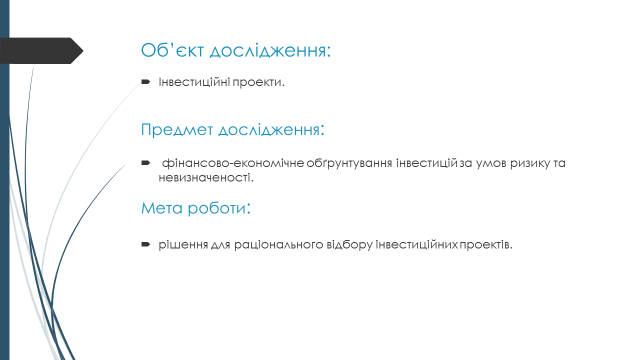 Об’єкт дослідження:
Інвестиційні проекти.
Предмет дослідження:
фінансово-економічне обґрунтування інвестицій за умов ризику та
невизначеності.
Мета роботи:
рішення для раціонального відбору інвестиційних проектів.